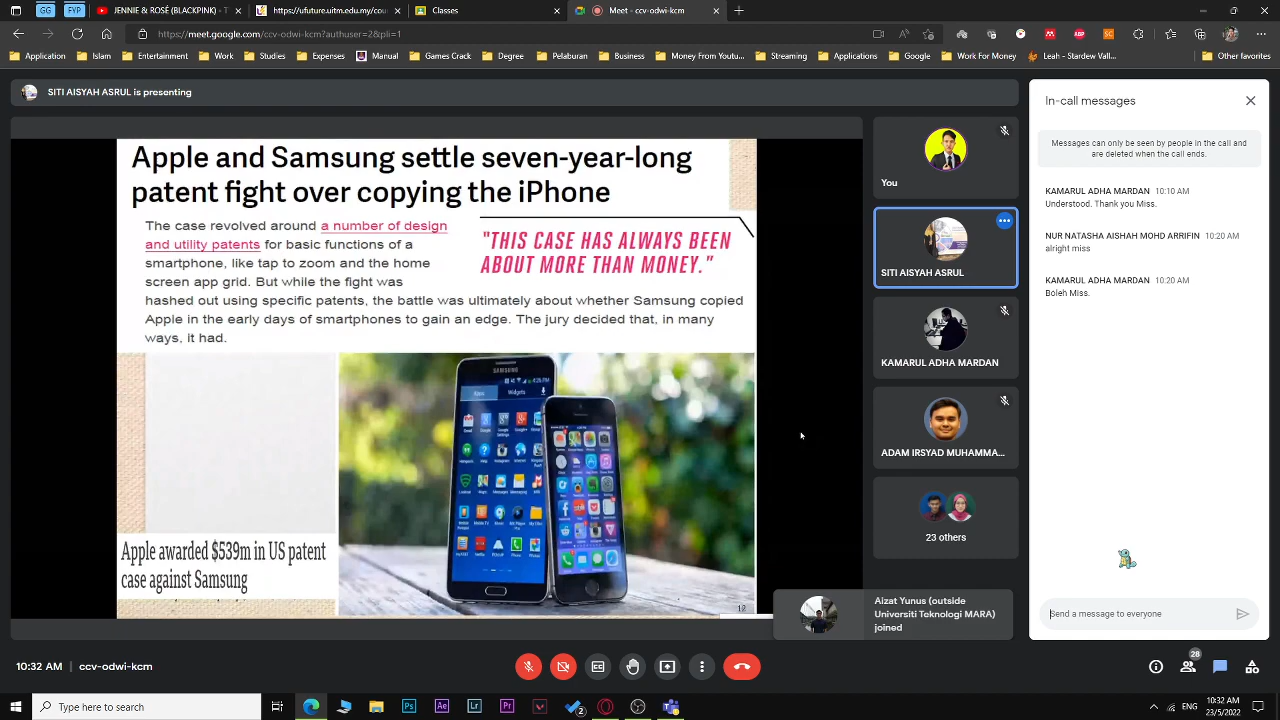 GG
FYP
JENNIE & ROSÉ (BLACKPINK) - T
https://ufuture.uitm.edu.my/cou
Classes
Meet - ccv-odwi-kcm
https://meet.google.com/ccv-odwi-kcm?authuser=2&pli=1
Application
Islam
Entertainment
Work
Studies
Expenses
Manual
Games Crack
Degree
Pelaburan
Business
Money From Youtu...
Streaming
Applications
Google
Work For Money
Leah - Stardew Vall...
Other favorites
SITI AISYAH ASRUL is presenting
Apple and Samsung settle seven-year-long
patent fight over copying the iPhone
The case revolved around a number of design
and utility patents for basic functions of a
smartphone, like tap to zoom and the home
screen app grid. But while the fight was
hashed out using specific patents, the battle was ultimately about whether Samsung copied
Apple in the early days of smartphones to gain an edge. The jury decided that, in many
ways, it had.
"THIS CASE HAS ALWAYS BEEN
ABOUT MORE THAN MONEY."
SAMSUNG
Apps
Widgets
Apple awarded $539m in US patent
case against Samsung
12
You
SITI AISYAH ASRUL
KAMARUL ADHA MARDAN
ADAM IRSYAD MUHAMMA...
23 others
Aizat Yunus (outside
Universiti Teknologi MARA)
joined
In-call messages
Messages can only be seen by people in the call and
are deleted when the call ends.
KAMARUL ADHA MARDAN 10:10 AM
Understood. Thank you Miss.
NUR NATASHA AISHAH MOHD ARRIFIN 10:20 AM
alright miss
KAMARUL ADHA MARDAN 10:20 AM
Boleh Miss.
Send a message to everyone
10:32 AM | ccv-odwi-kcm
28
Type here to search
Ps
Ae
Lr
Pr
2
10:32 AM
23/5/2022